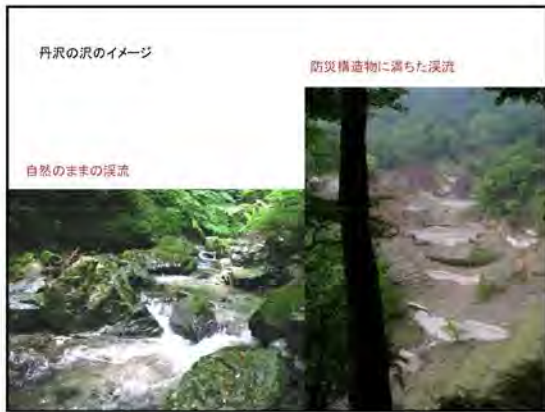 丹沢の沢のイメージ
防災構造物に満ちた渓流
自然のままの渓流